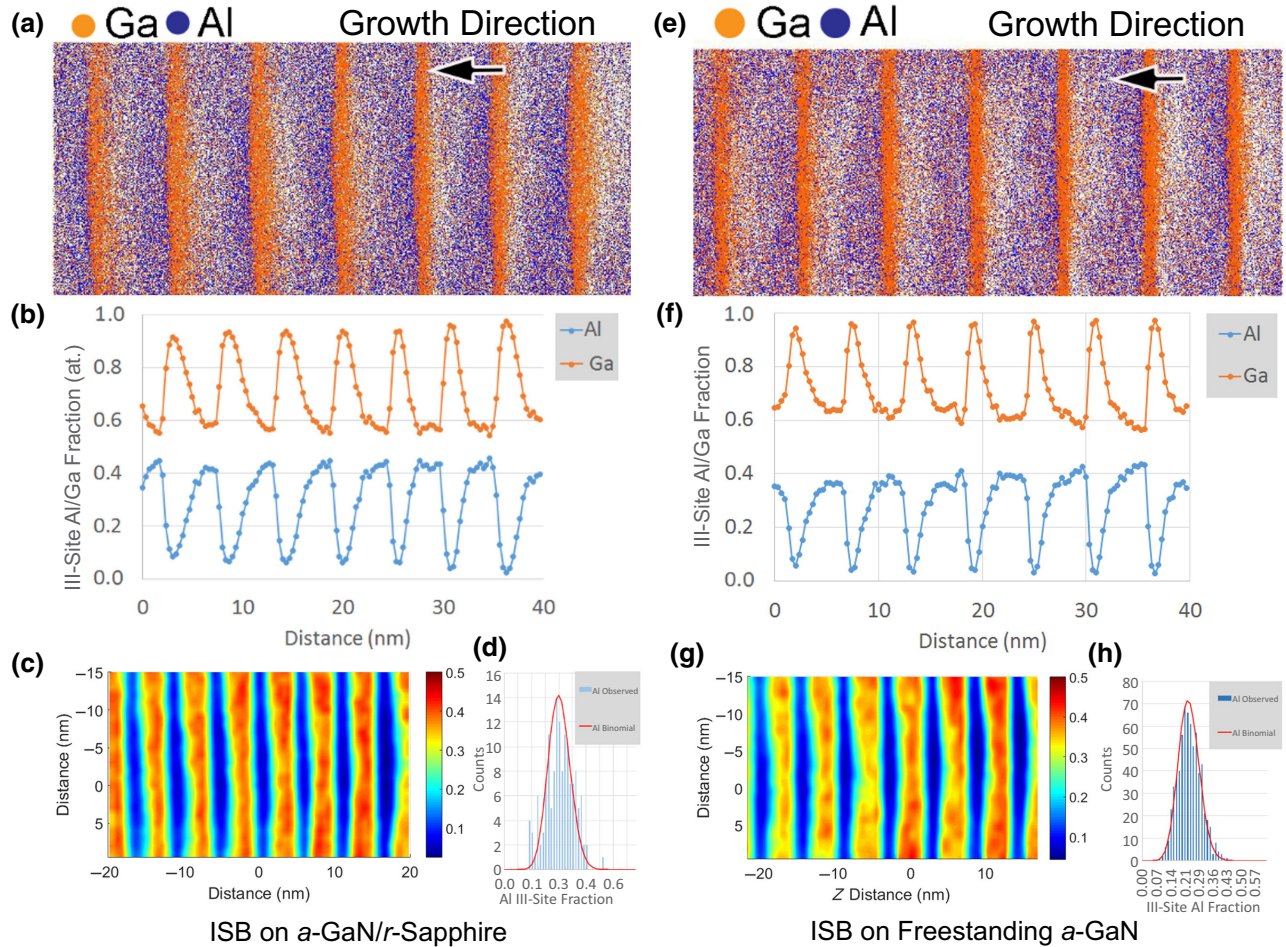 (a) Ga Al Growth Direction
(b)
1.0
0.8
0.6
0.4
0.2
0.0
III-Site Al/Ga Fraction (at.)
Al
Ga
0 10 20 30 40
Distance (nm)
(c)
–15
–10
–5
0
5
Distance (nm)
–20 –10 0 10 20
Distance (nm)
0.5
0.4
0.3
0.2
0.1
(d)
16
14
12
10
8
6
4
2
0
Counts
Al Observed
Al Binomial
0.0 0.1 0.3 0.4 0.6
Al III-Site Fraction
ISB on a-GaN/r-Sapphire
(e) Ga Al Growth Direction
(f)
1.0
0.8
0.6
0.4
0.2
0.0
III-Site Al/Ga Fraction
Al
Ga
0 10 20 30 40
Distance (nm)
(g)
–15
–10
–5
0
5
Distance (nm)
–20 –10 0 10
Z Distance (nm)
0.5
0.4
0.3
0.2
0.1
(h)
80
70
60
50
40
30
20
10
0
Counts
Al Observed
Al Binomial
0.00 0.07 0.14 0.21 0.29 0.36 0.43 0.50 0.57
III-Site Al Fraction
ISB on Freestanding a-GaN